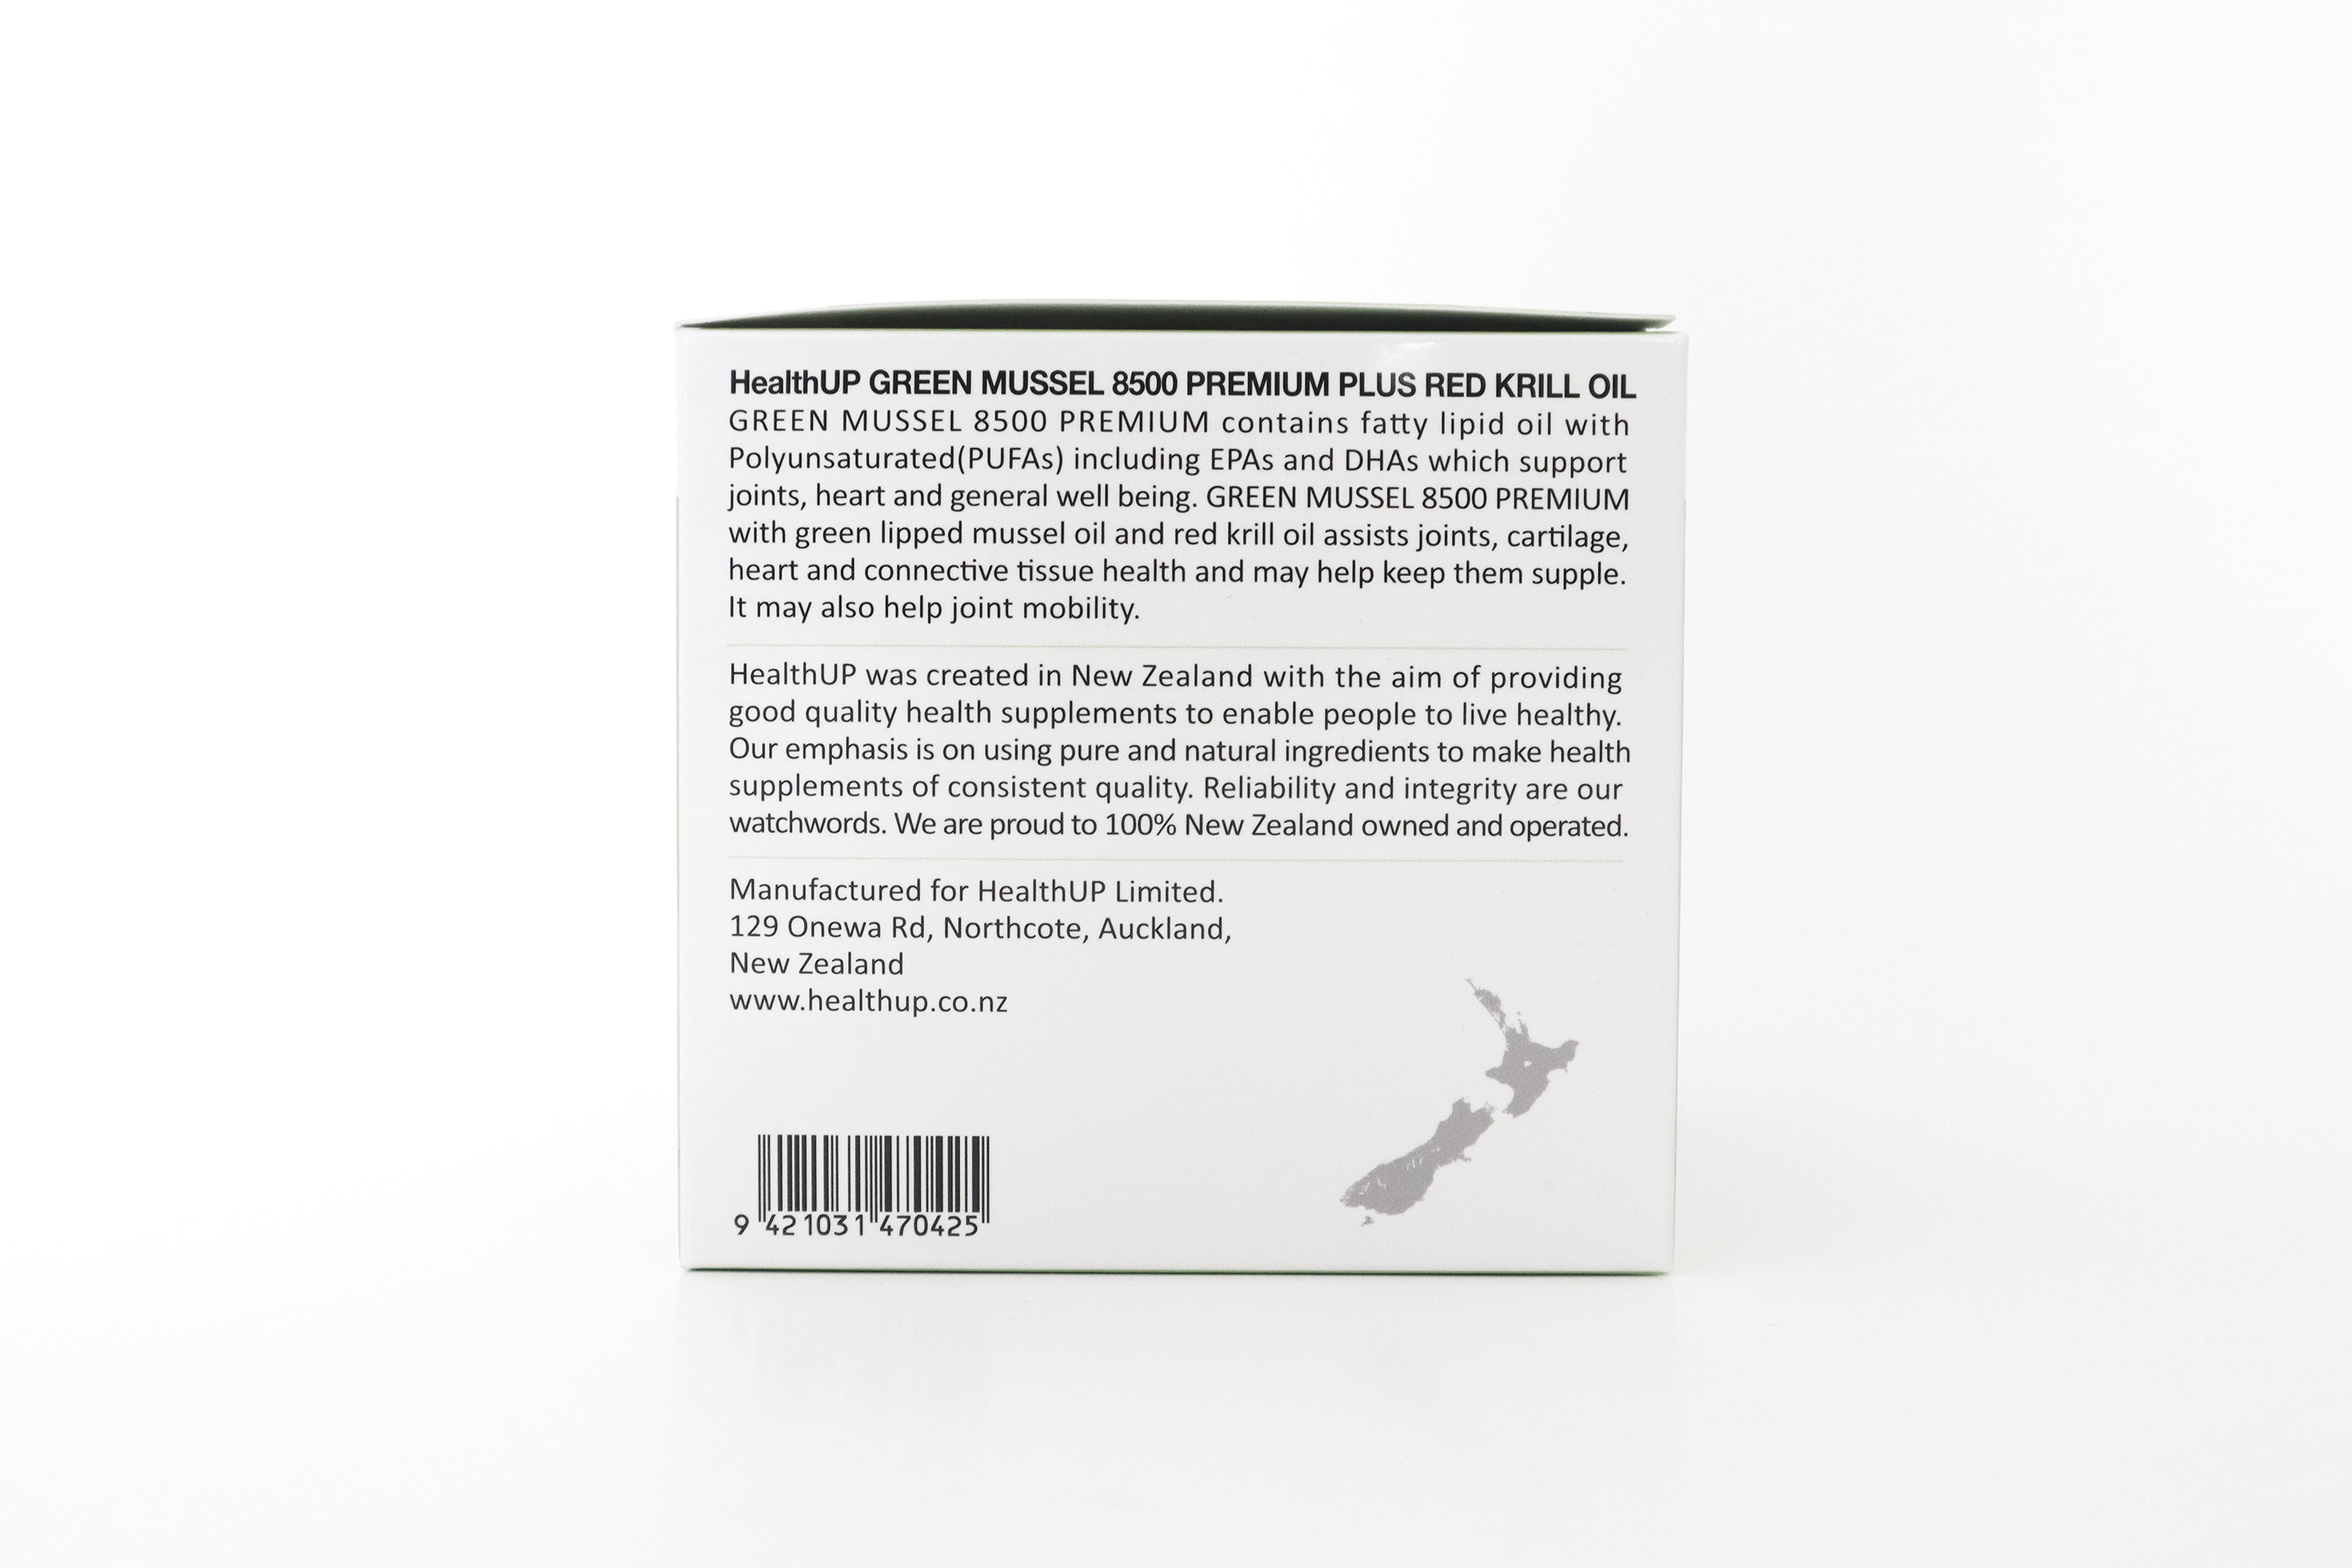 HealthUP GREEN MUSSEL 8500 PREMIUM PLUS RED KRILL OIL
GREEN MUSSEL 8500 PREMIUM contains fatty lipid oil with
Polyunsaturated(PUFAs) including EPAs and DHAs which support
joints, heart and general well being. GREEN MUSSEL 8500 PREMIUM
with green lipped mussel oil and red krill oil assists joints, cartilage,
heart and connective tissue health and may help keep them supple.
It may also help joint mobility.
HealthUP was created in New Zealand with the aim of providing
good quality health supplements to enable people to live healthy.
Our emphasis is on using pure and natural ingredients to make health
supplements of consistent quality. Reliability and integrity are our
watchwords. We are proud to 100% New Zealand owned and operated.
Manufactured for HealthUP Limited.
129 Onewa Rd, Northcote, Auckland,
New Zealand
www.healthup.co.nz
9 421031 470425